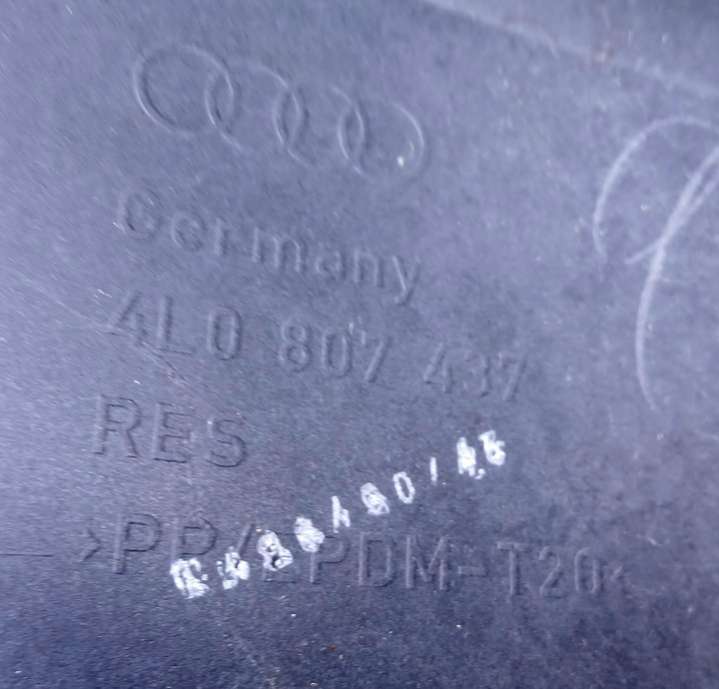 Germany
4L0 807 437
RES
>PP/EPDM-T20<